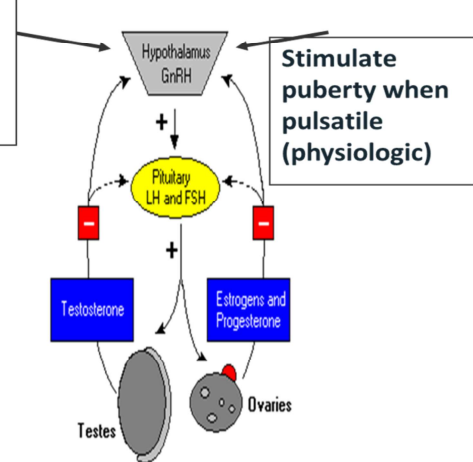 Hypothalamus
GnRH
Stimulate
puberty when
pulsatile
(physiologic)
+
Pituitary
LH and FSH
−
−
+
Testosterone
Estrogens and
Progesterone
Ovaries
Testes